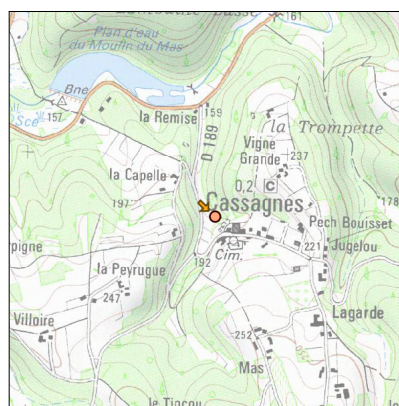 Plan d'eau
du Moulin du Mas
161
Bne
Sce
157
la Remise
159
D 189
la Trompette
Vigne
Grande
237
la Capelle
197
0,2
C
Cassagnes
178
Pech Bouisset
221
Jugelou
Cim.
192
la Peyrugue
247
Villoire
Lagarde
252
Mas